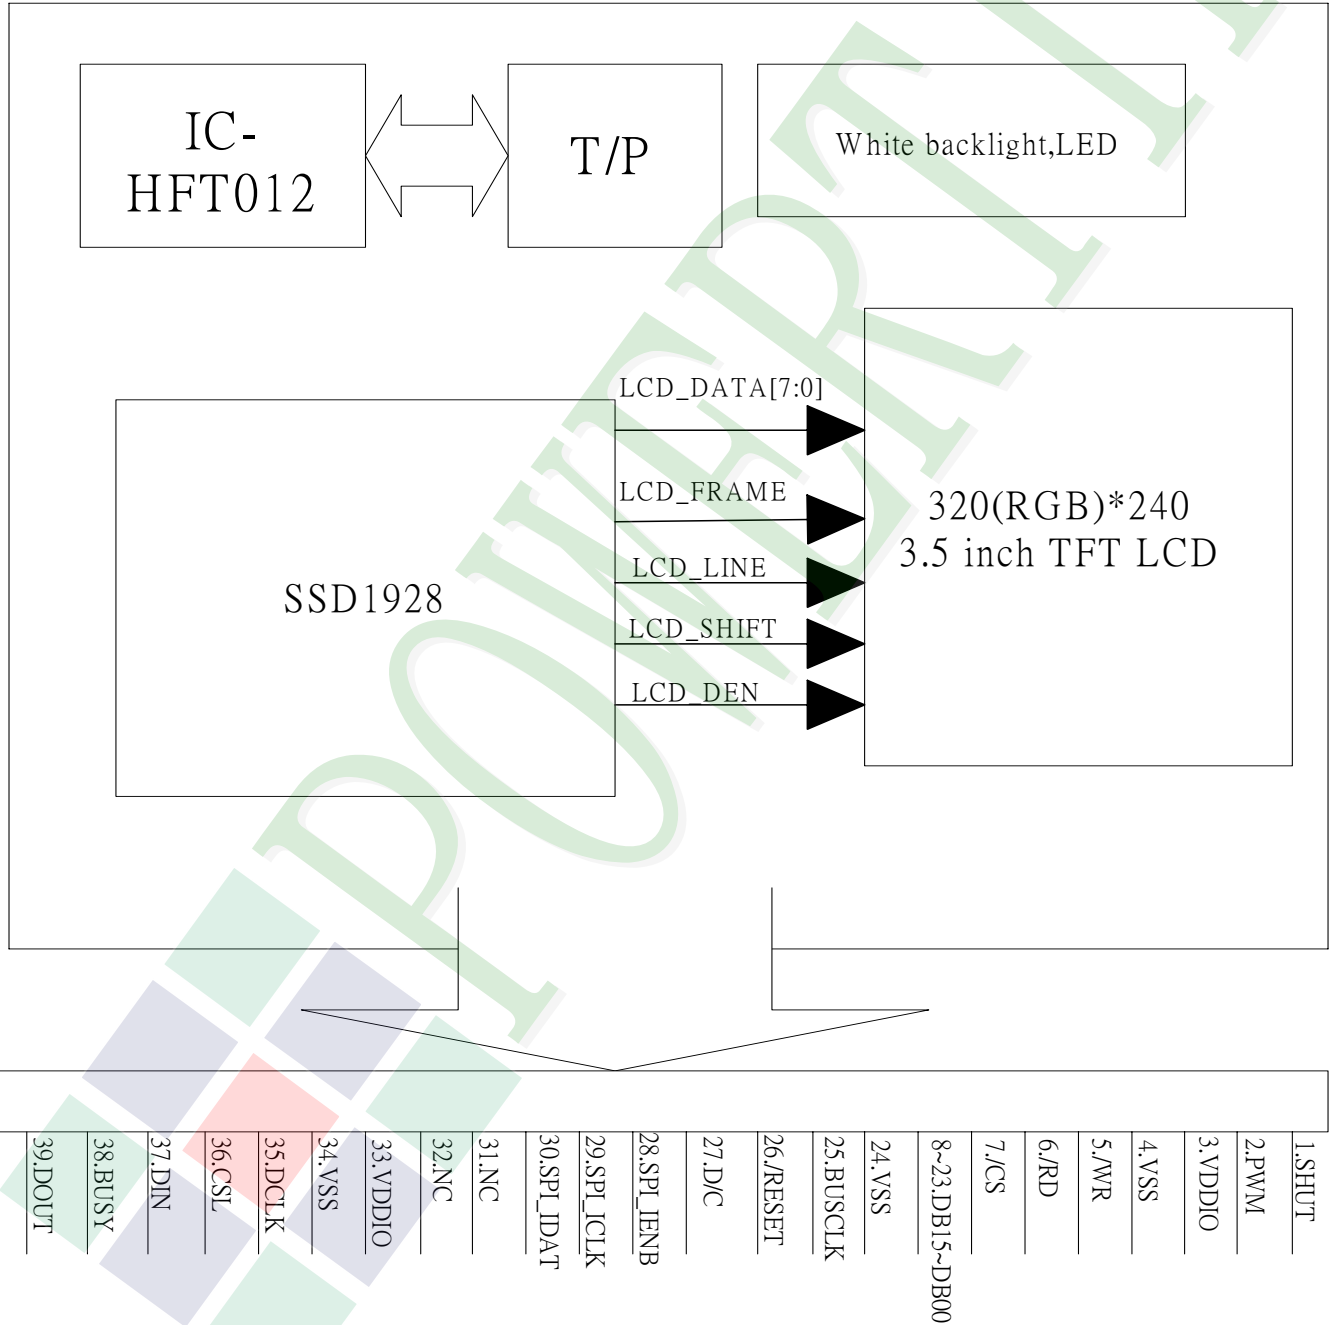 IC-
HFT012
T/P
White backlight,LED
LCD_DATA[7:0]
LCD_FRAME
LCD_LINE
LCD_SHIFT
LCD_DEN
SSD1928
320(RGB)*240
3.5 inch TFT LCD
39.DOUT
38.BUSY
37.DIN
36.CSL
35.DCLK
34.VSS
33.VDDIO
32.NC
31.NC
30.SPI_IDAT
29.SPI_ICLK
28.SPI_IENB
27.D/C
26./RESET
25.BUSCLK
24.VSS
8~23.DB15~DB00
7./CS
6./RD
5./WR
4.VSS
3.VDDIO
2.PWM
1.SHUT
POWERTI